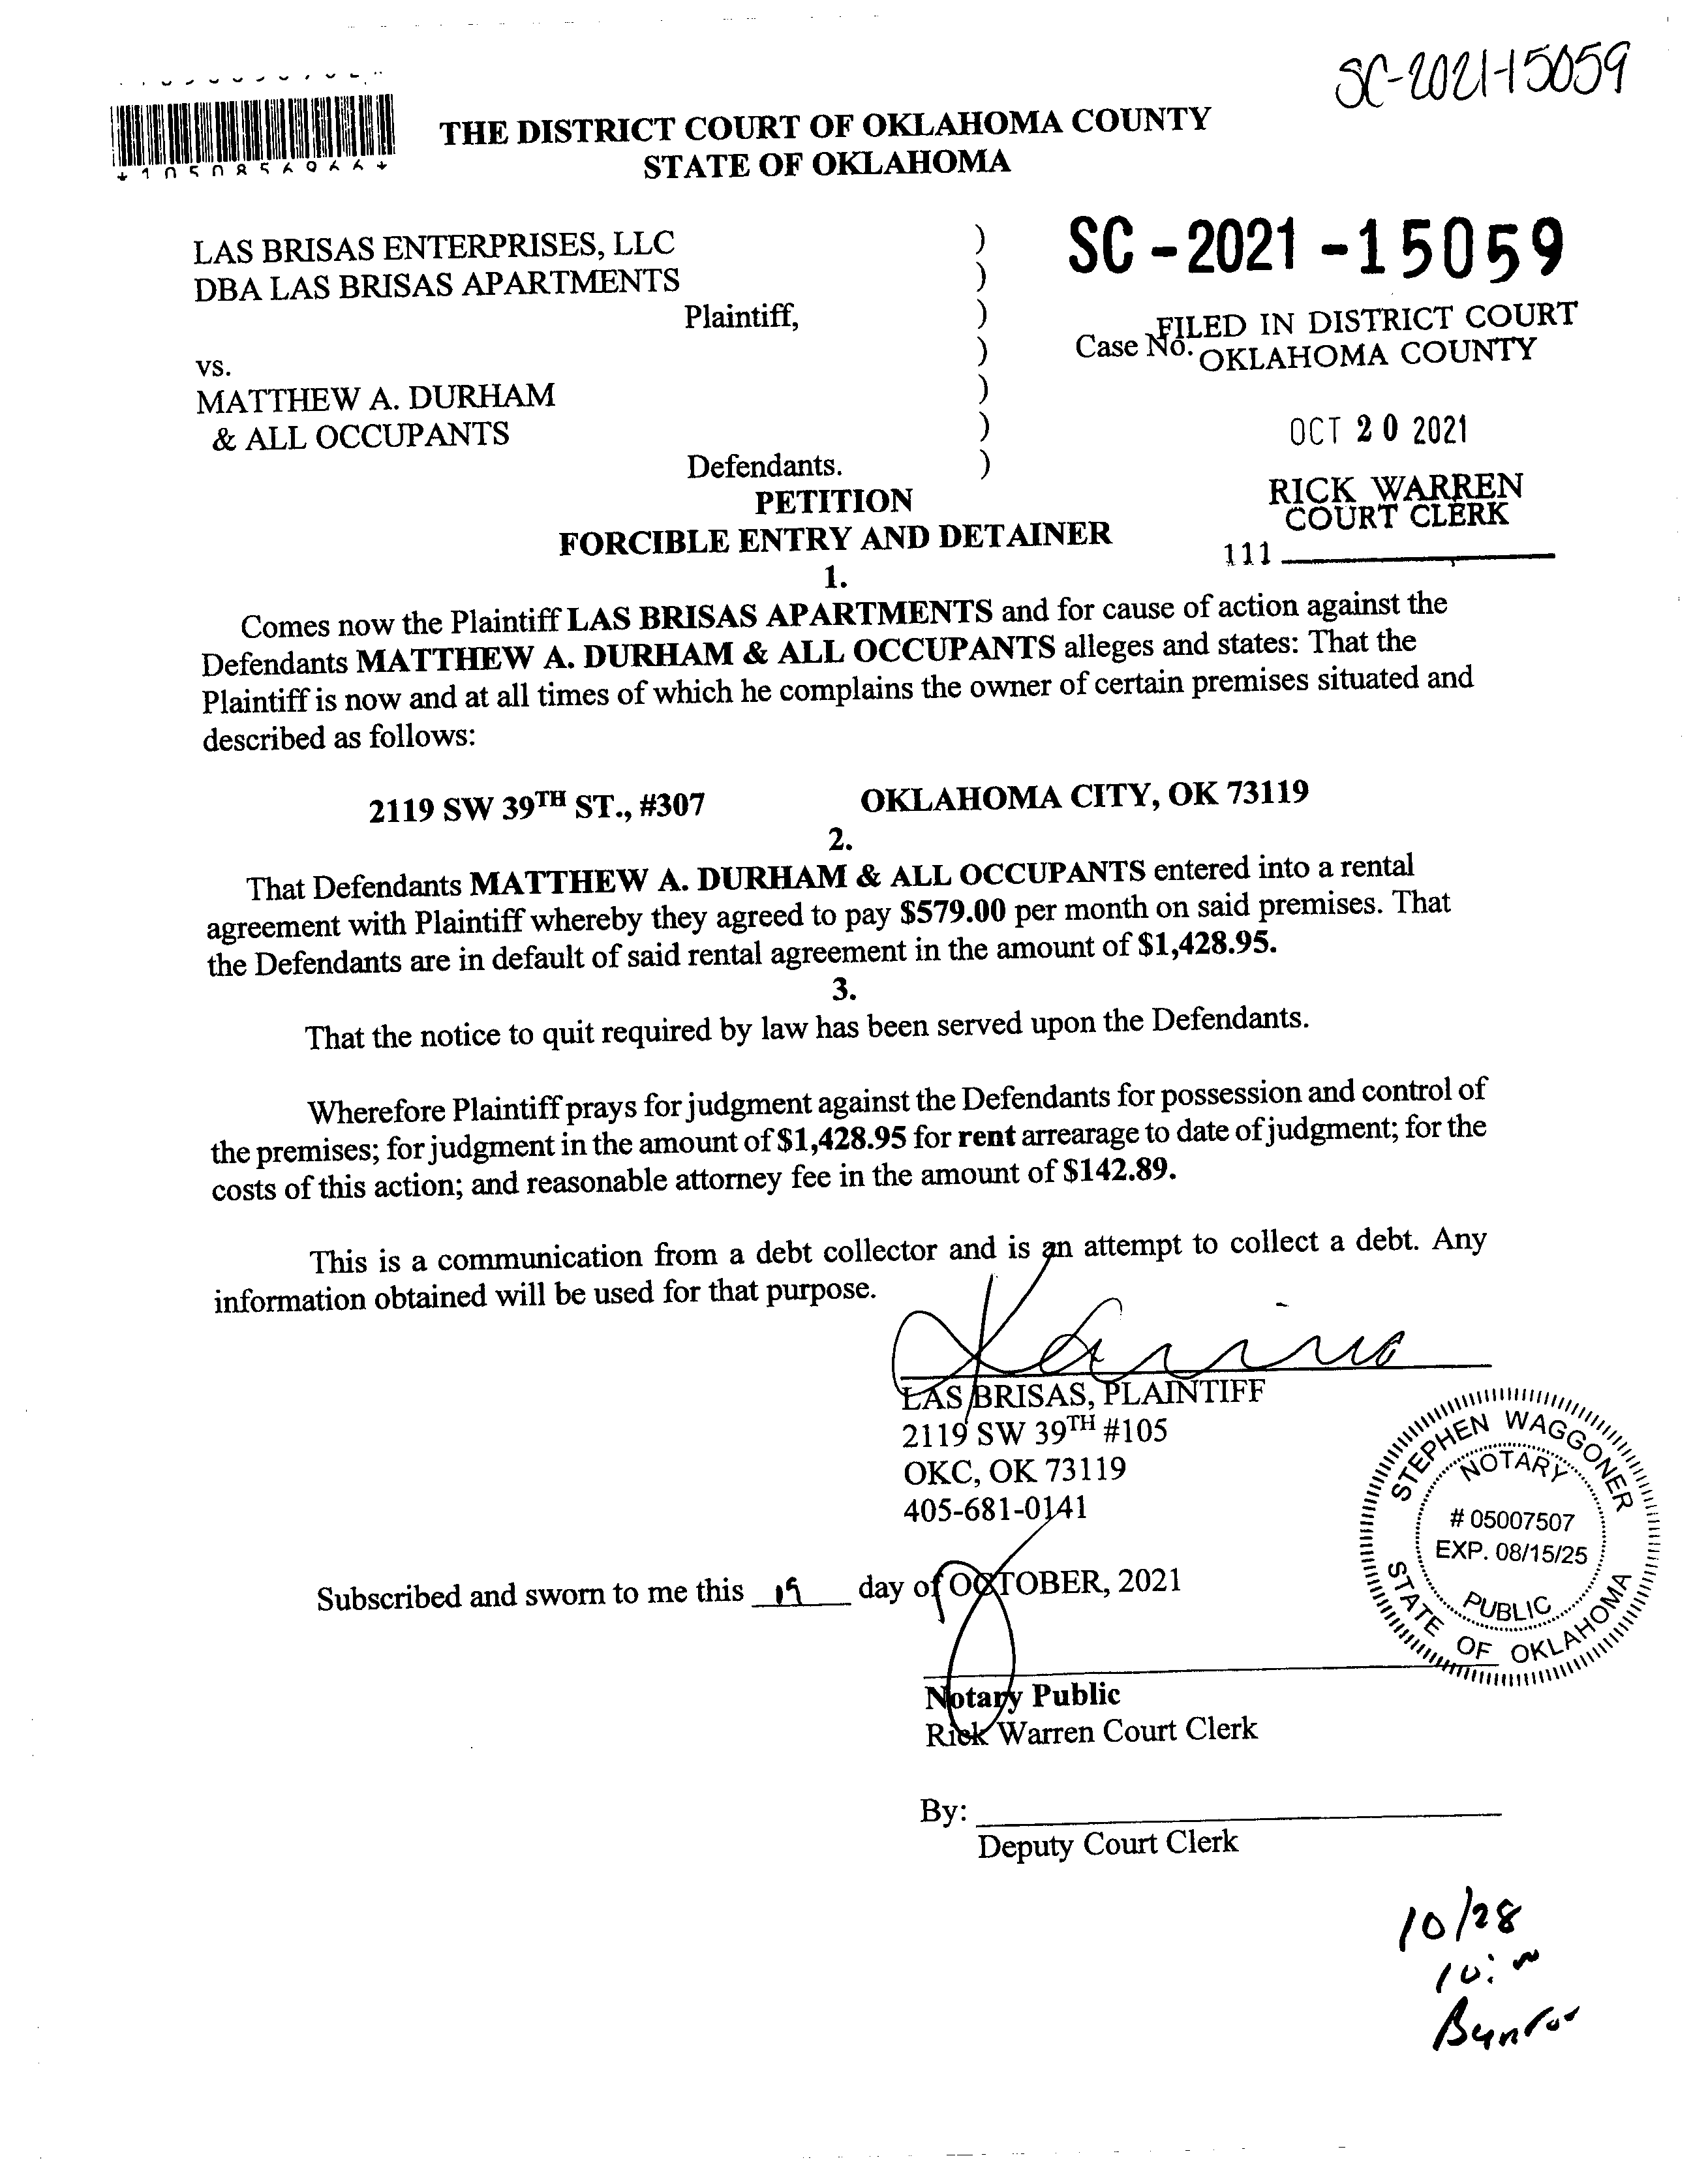 SC-2021-15059
THE DISTRICT COURT OF OKLAHOMA COUNTY
STATE OF OKLAHOMA
LAS BRISAS ENTERPRISES, LLC )
DBA LAS BRISAS APARTMENTS )
Plaintiff, )
vs. )
MATTHEW A. DURHAM )
& ALL OCCUPANTS )
Defendants. )
SC-2021-15059
Case No.
FILED IN DISTRICT COURT
OKLAHOMA COUNTY
OCT 20 2021
RICK WARREN
COURT CLERK
111
PETITION
FORCIBLE ENTRY AND DETAINER
1.
Comes now the Plaintiff LAS BRISAS APARTMENTS and for cause of action against the
Defendants MATTHEW A. DURHAM & ALL OCCUPANTS alleges and states: That the
Plaintiff is now and at all times of which he complains the owner of certain premises situated and
described as follows:
2119 SW 39TH ST., #307 OKLAHOMA CITY, OK 73119
2.
That Defendants MATTHEW A. DURHAM & ALL OCCUPANTS entered into a rental
agreement with Plaintiff whereby they agreed to pay $579.00 per month on said premises. That
the Defendants are in default of said rental agreement in the amount of $1,428.95.
3.
That the notice to quit required by law has been served upon the Defendants.
Wherefore Plaintiff prays for judgment against the Defendants for possession and control of
the premises; for judgment in the amount of $1,428.95 for rent arrearage to date of judgment; for the
costs of this action; and reasonable attorney fee in the amount of $142.89.
This is a communication from a debt collector and is an attempt to collect a debt. Any
information obtained will be used for that purpose.
LAS BRISAS, PLAINTIFF
2119 SW 39TH #105
OKC, OK 73119
405-681-0141
STEPHEN WAGGONER
NOTARY
# 05007507
EXP. 08/15/25
PUBLIC
STATE OF OKLAHOMA
Subscribed and sworn to me this 19 day of OCTOBER, 2021
Notary Public
Rick Warren Court Clerk
By:
Deputy Court Clerk
10/28